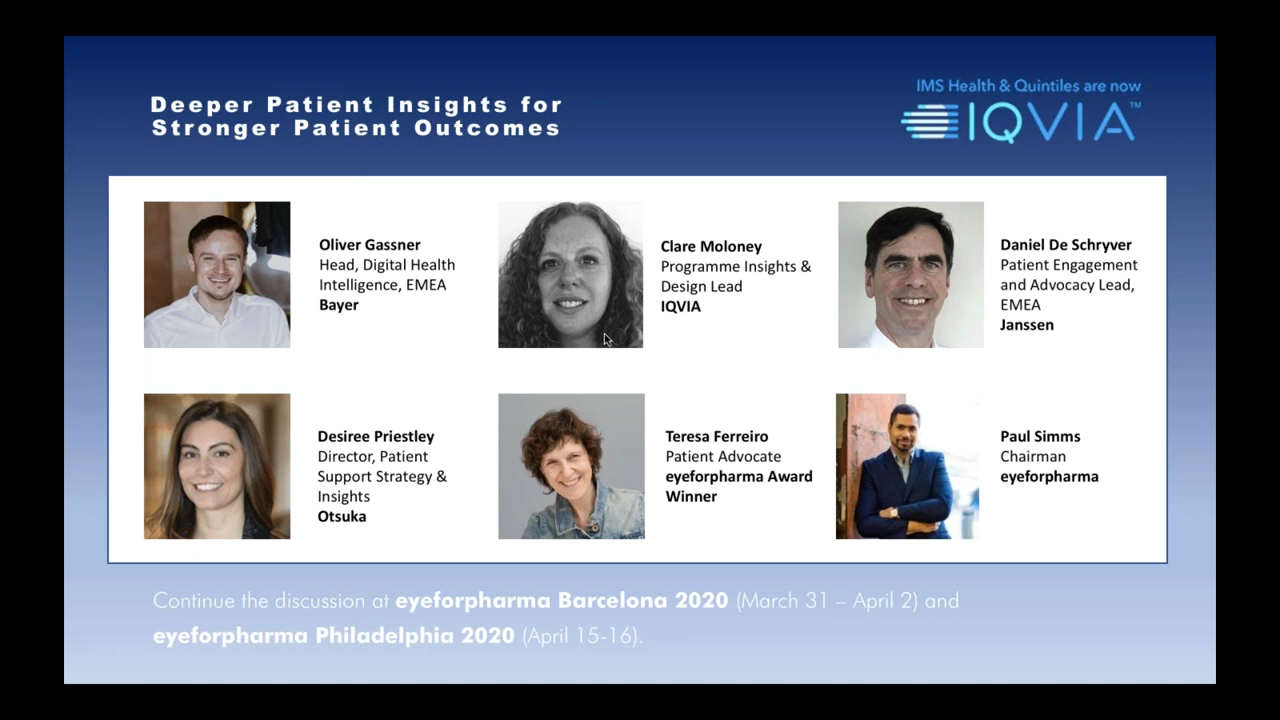 Deeper Patient Insights for
Stronger Patient Outcomes
IMS Health & Quintiles are now
IQVIA™
Oliver Gassner
Head, Digital Health
Intelligence, EMEA
Bayer
Clare Moloney
Programme Insights &
Design Lead
IQVIA
Daniel De Schryver
Patient Engagement
and Advocacy Lead,
EMEA
Janssen
Desiree Priestley
Director, Patient
Support Strategy &
Insights
Otsuka
Teresa Ferreiro
Patient Advocate
eyeforpharma Award
Winner
Paul Simms
Chairman
eyeforpharma
Continue the discussion at eyeforpharma Barcelona 2020 (March 31 – April 2) and
eyeforpharma Philadelphia 2020 (April 15-16).